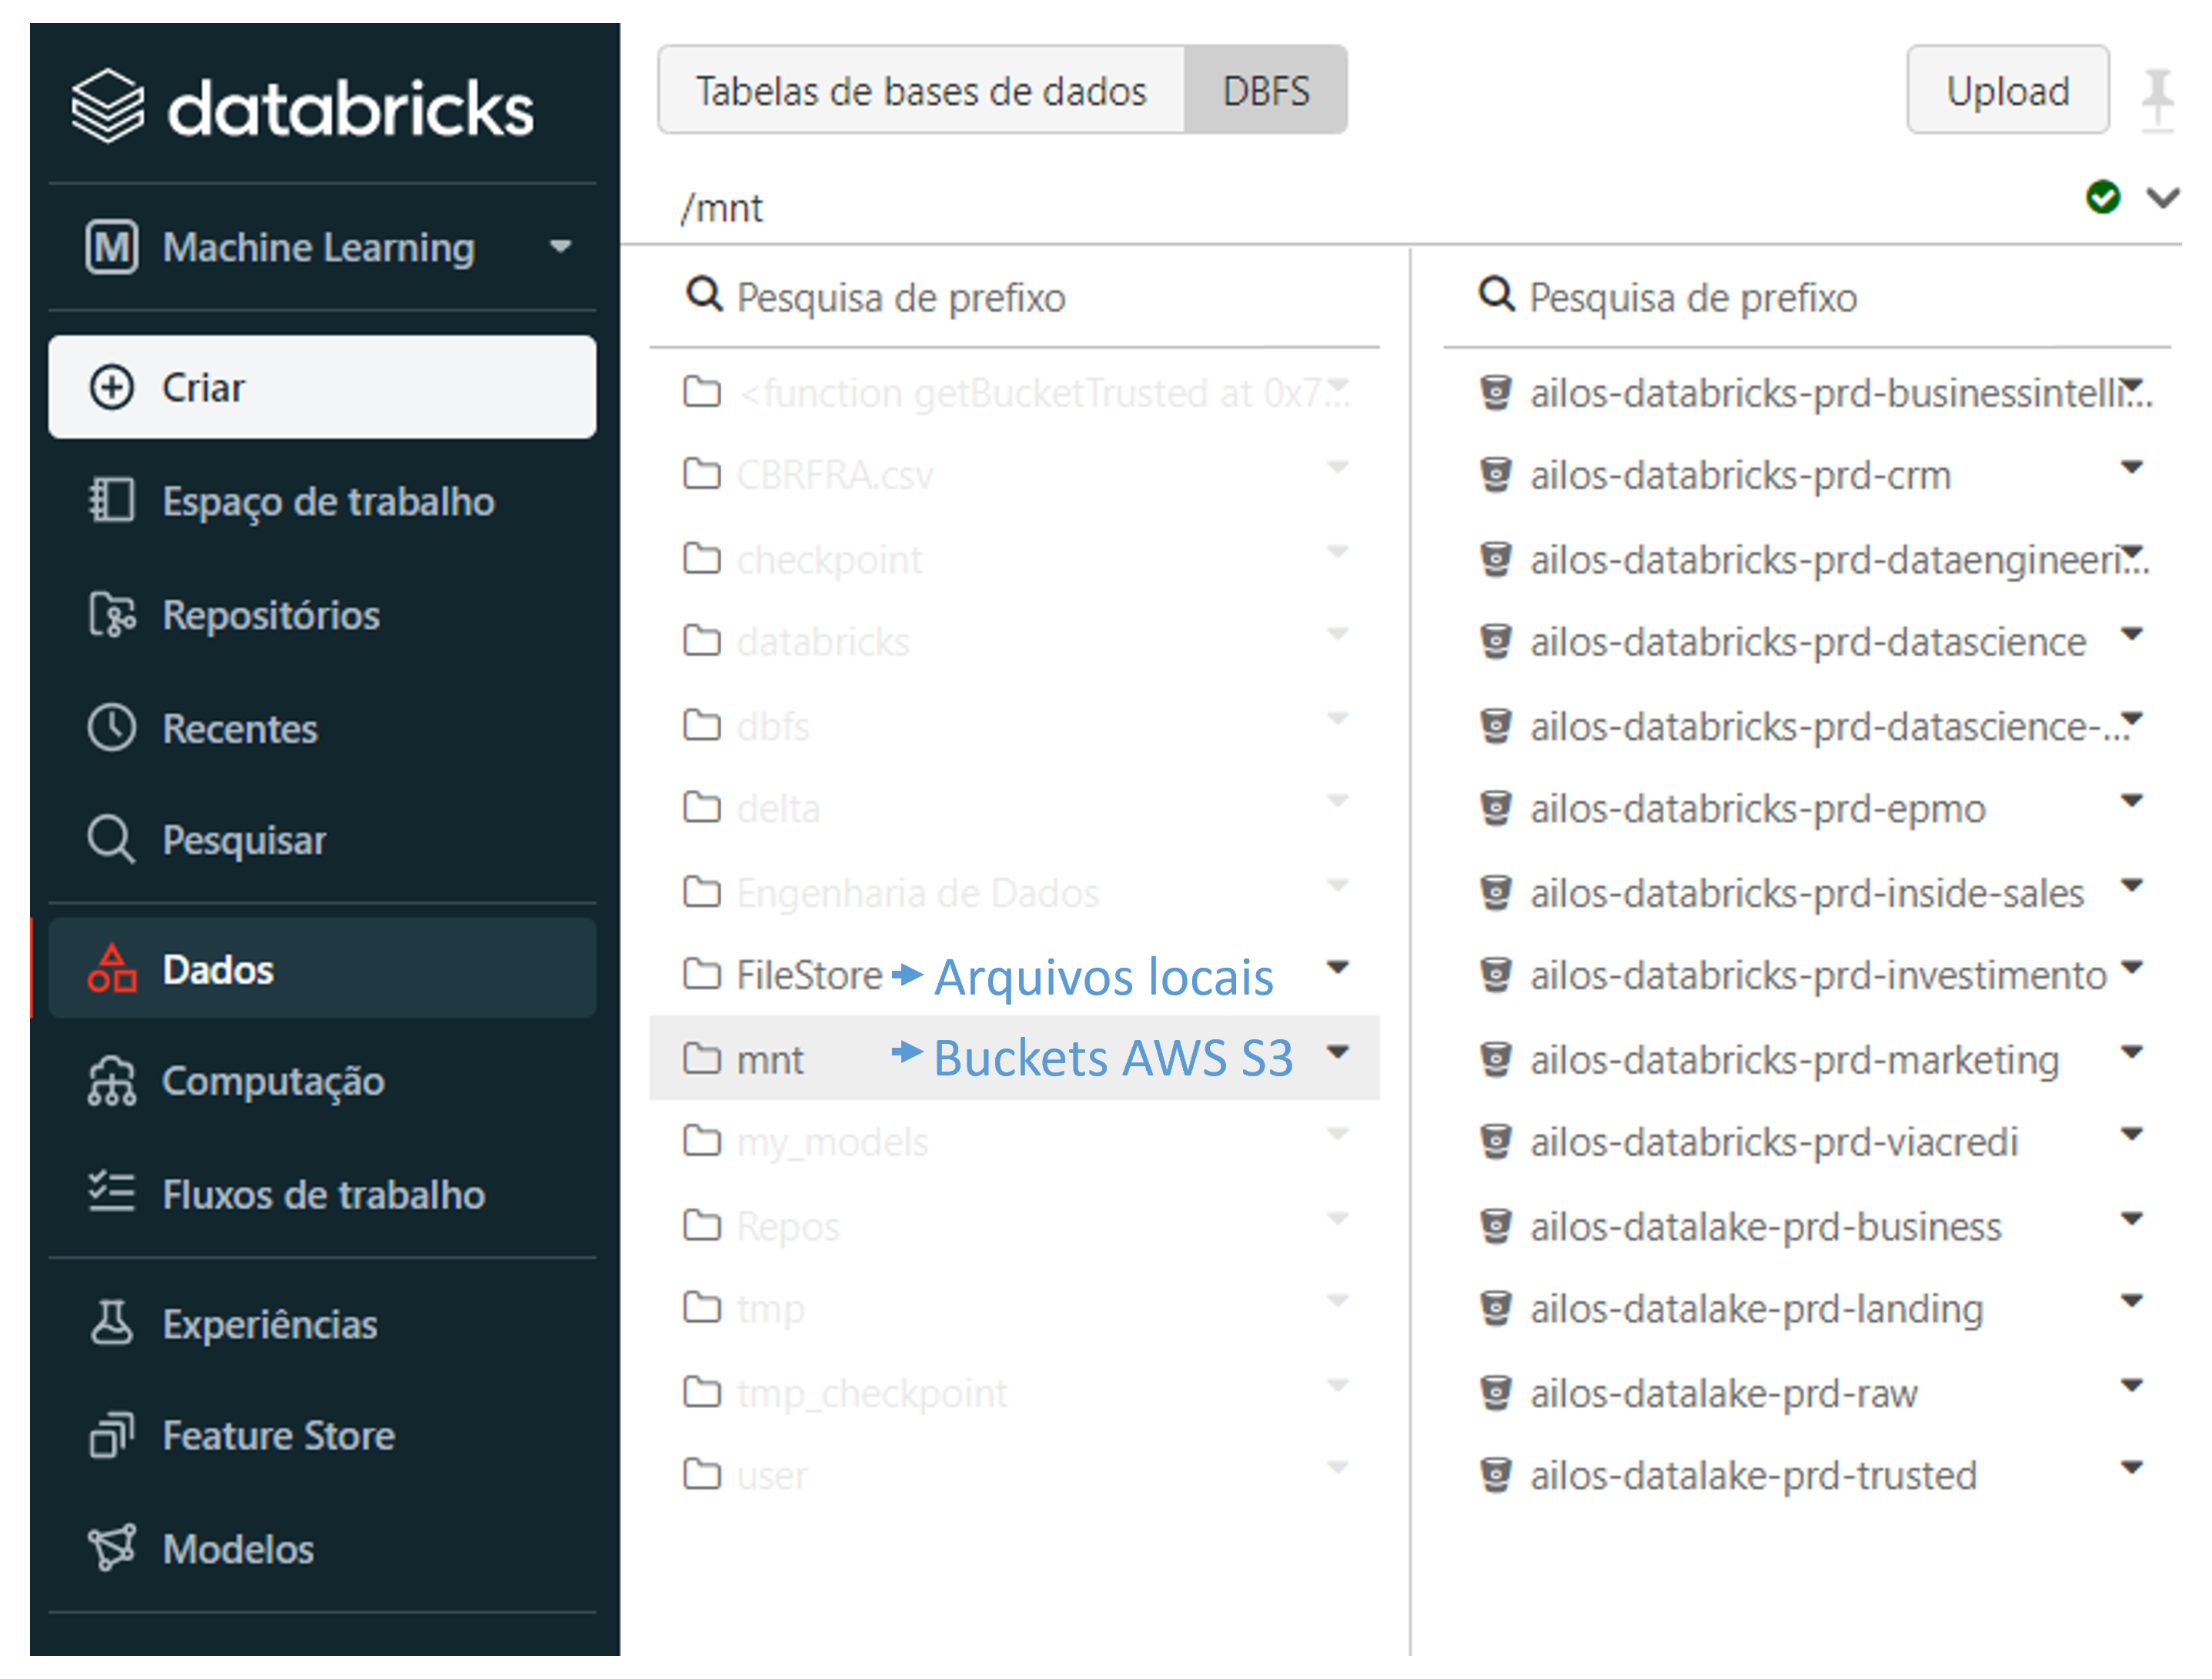 databricks
M Machine Learning
Criar
Espaço de trabalho
Repositórios
Recentes
Pesquisar
Dados
Computação
Fluxos de trabalho
Experiências
Feature Store
Modelos
Tabelas de bases de dados DBFS
Upload
/mnt
Pesquisa de prefixo
<function getBucketTrusted at 0x7...
CBRFRA.csv
checkpoint
databricks
dbfs
delta
Engenharia de Dados
FileStore Arquivos locais
mnt Buckets AWS S3
my_models
Repos
tmp
tmp_checkpoint
user
Pesquisa de prefixo
ailos-databricks-prd-businessintelli...
ailos-databricks-prd-crm
ailos-databricks-prd-dataengineeri...
ailos-databricks-prd-datascience
ailos-databricks-prd-datascience-...
ailos-databricks-prd-epmo
ailos-databricks-prd-inside-sales
ailos-databricks-prd-investimento
ailos-databricks-prd-marketing
ailos-databricks-prd-viacredi
ailos-datalake-prd-business
ailos-datalake-prd-landing
ailos-datalake-prd-raw
ailos-datalake-prd-trusted